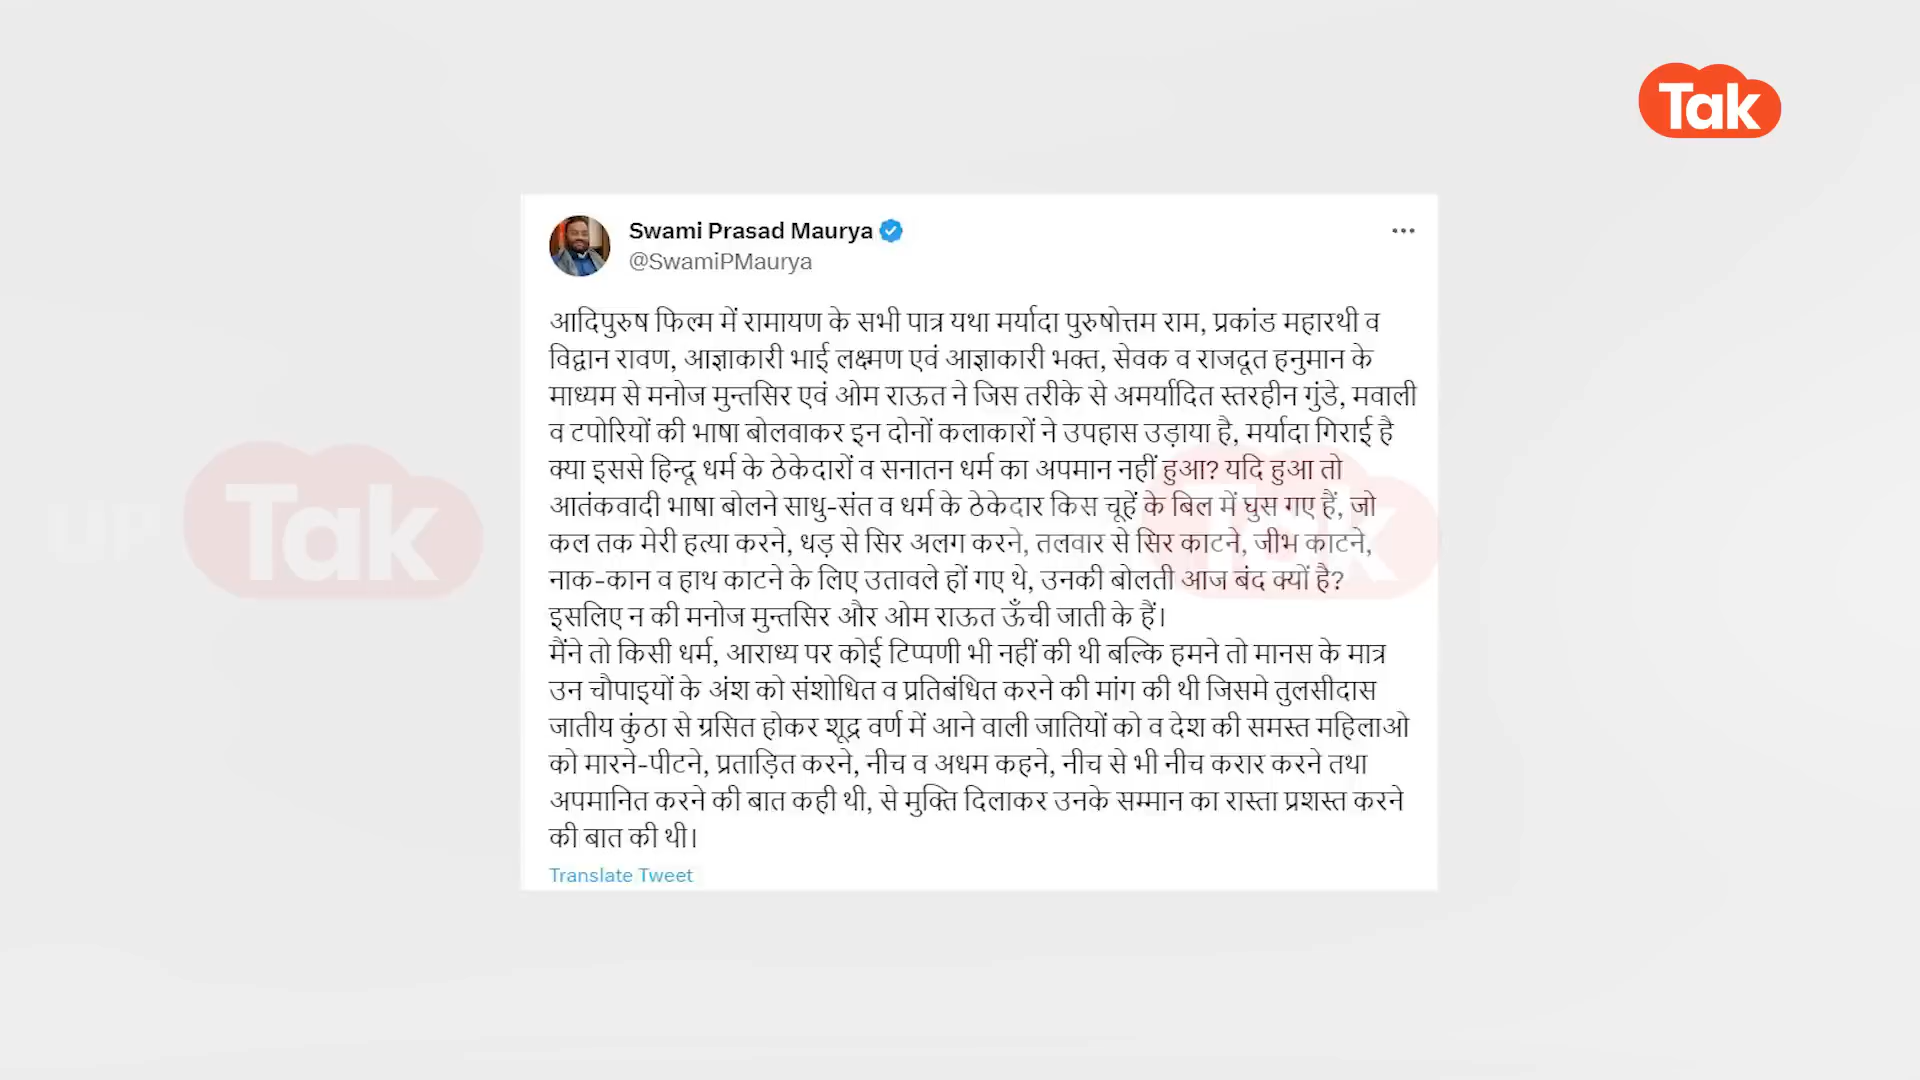 Tak
Swami Prasad Maurya
@SwamiPMaurya
आदिपुरुष फिल्म में रामायण के सभी पात्र यथा मर्यादा पुरुषोत्तम राम, प्रकांड महारथी व
विद्वान रावण, आज्ञाकारी भाई लक्ष्मण एवं आज्ञाकारी भक्त, सेवक व राजदूत हनुमान के
माध्यम से मनोज मुन्तसिर एवं ओम राऊत ने जिस तरीके से अमर्यादित स्तरहीन गुंडे, मवाली
व टपोरियों की भाषा बोलवाकर इन दोनों कलाकारों ने उपहास उड़ाया है, मर्यादा गिराई है
क्या इससे हिन्दू धर्म के ठेकेदारों व सनातन धर्म का अपमान नहीं हुआ? यदि हुआ तो
आतंकवादी भाषा बोलने साधु-संत व धर्म के ठेकेदार किस चूहें के बिल में घुस गए हैं, जो
कल तक मेरी हत्या करने, धड़ से सिर अलग करने, तलवार से सिर काटने, जीभ काटने,
नाक-कान व हाथ काटने के लिए उतावले हों गए थे, उनकी बोलती आज बंद क्यों है?
इसलिए न की मनोज मुन्तसिर और ओम राऊत ऊँची जाती के हैं।
मैंने तो किसी धर्म, आराध्य पर कोई टिप्पणी भी नहीं की थी बल्कि हमने तो मानस के मात्र
उन चौपाइयों के अंश को संशोधित व प्रतिबंधित करने की मांग की थी जिसमे तुलसीदास
जातीय कुंठा से ग्रसित होकर शूद्र वर्ण में आने वाली जातियों को व देश की समस्त महिलाओ
को मारने-पीटने, प्रताड़ित करने, नीच व अधम कहने, नीच से भी नीच करार करने तथा
अपमानित करने की बात कही थी, से मुक्ति दिलाकर उनके सम्मान का रास्ता प्रशस्त करने
की बात की थी।
Translate Tweet
UP Tak
Tak